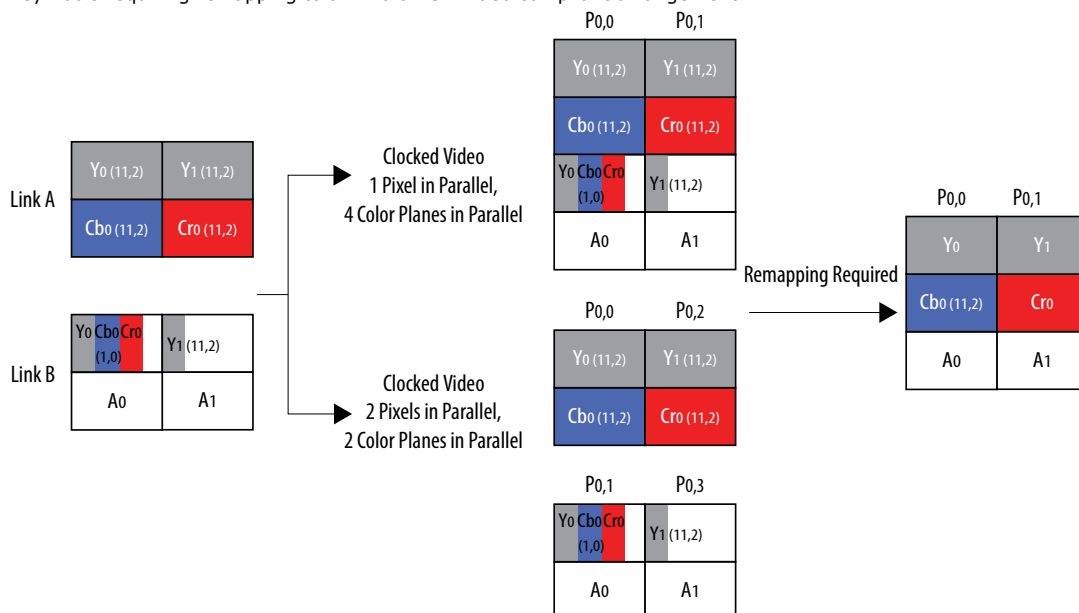 P0,0 P0,1
Y0 (11,2) Y1 (11,2)
Cb0 (11,2) Cr0 (11,2)
Y0 Cb0 Cr0
(1,0)
Y1 (11,2)
A0 A1
Link A
Y0 (11,2) Y1 (11,2)
Cb0 (11,2) Cr0 (11,2)
Link B
Y0 Cb0 Cr0
(1,0)
Y1 (11,2)
A0 A1
Clocked Video
1 Pixel in Parallel,
4 Color Planes in Parallel
Clocked Video
2 Pixels in Parallel,
2 Color Planes in Parallel
P0,0 P0,2
Y0 (11,2) Y1 (11,2)
Cb0 (11,2) Cr0 (11,2)
P0,1 P0,3
Y0 Cb0 Cr0
(1,0)
Y1 (11,2)
A0 A1
Remapping Required
P0,0 P0,1
Y0 Y1
Cb0 (11,2) Cr0
A0 A1